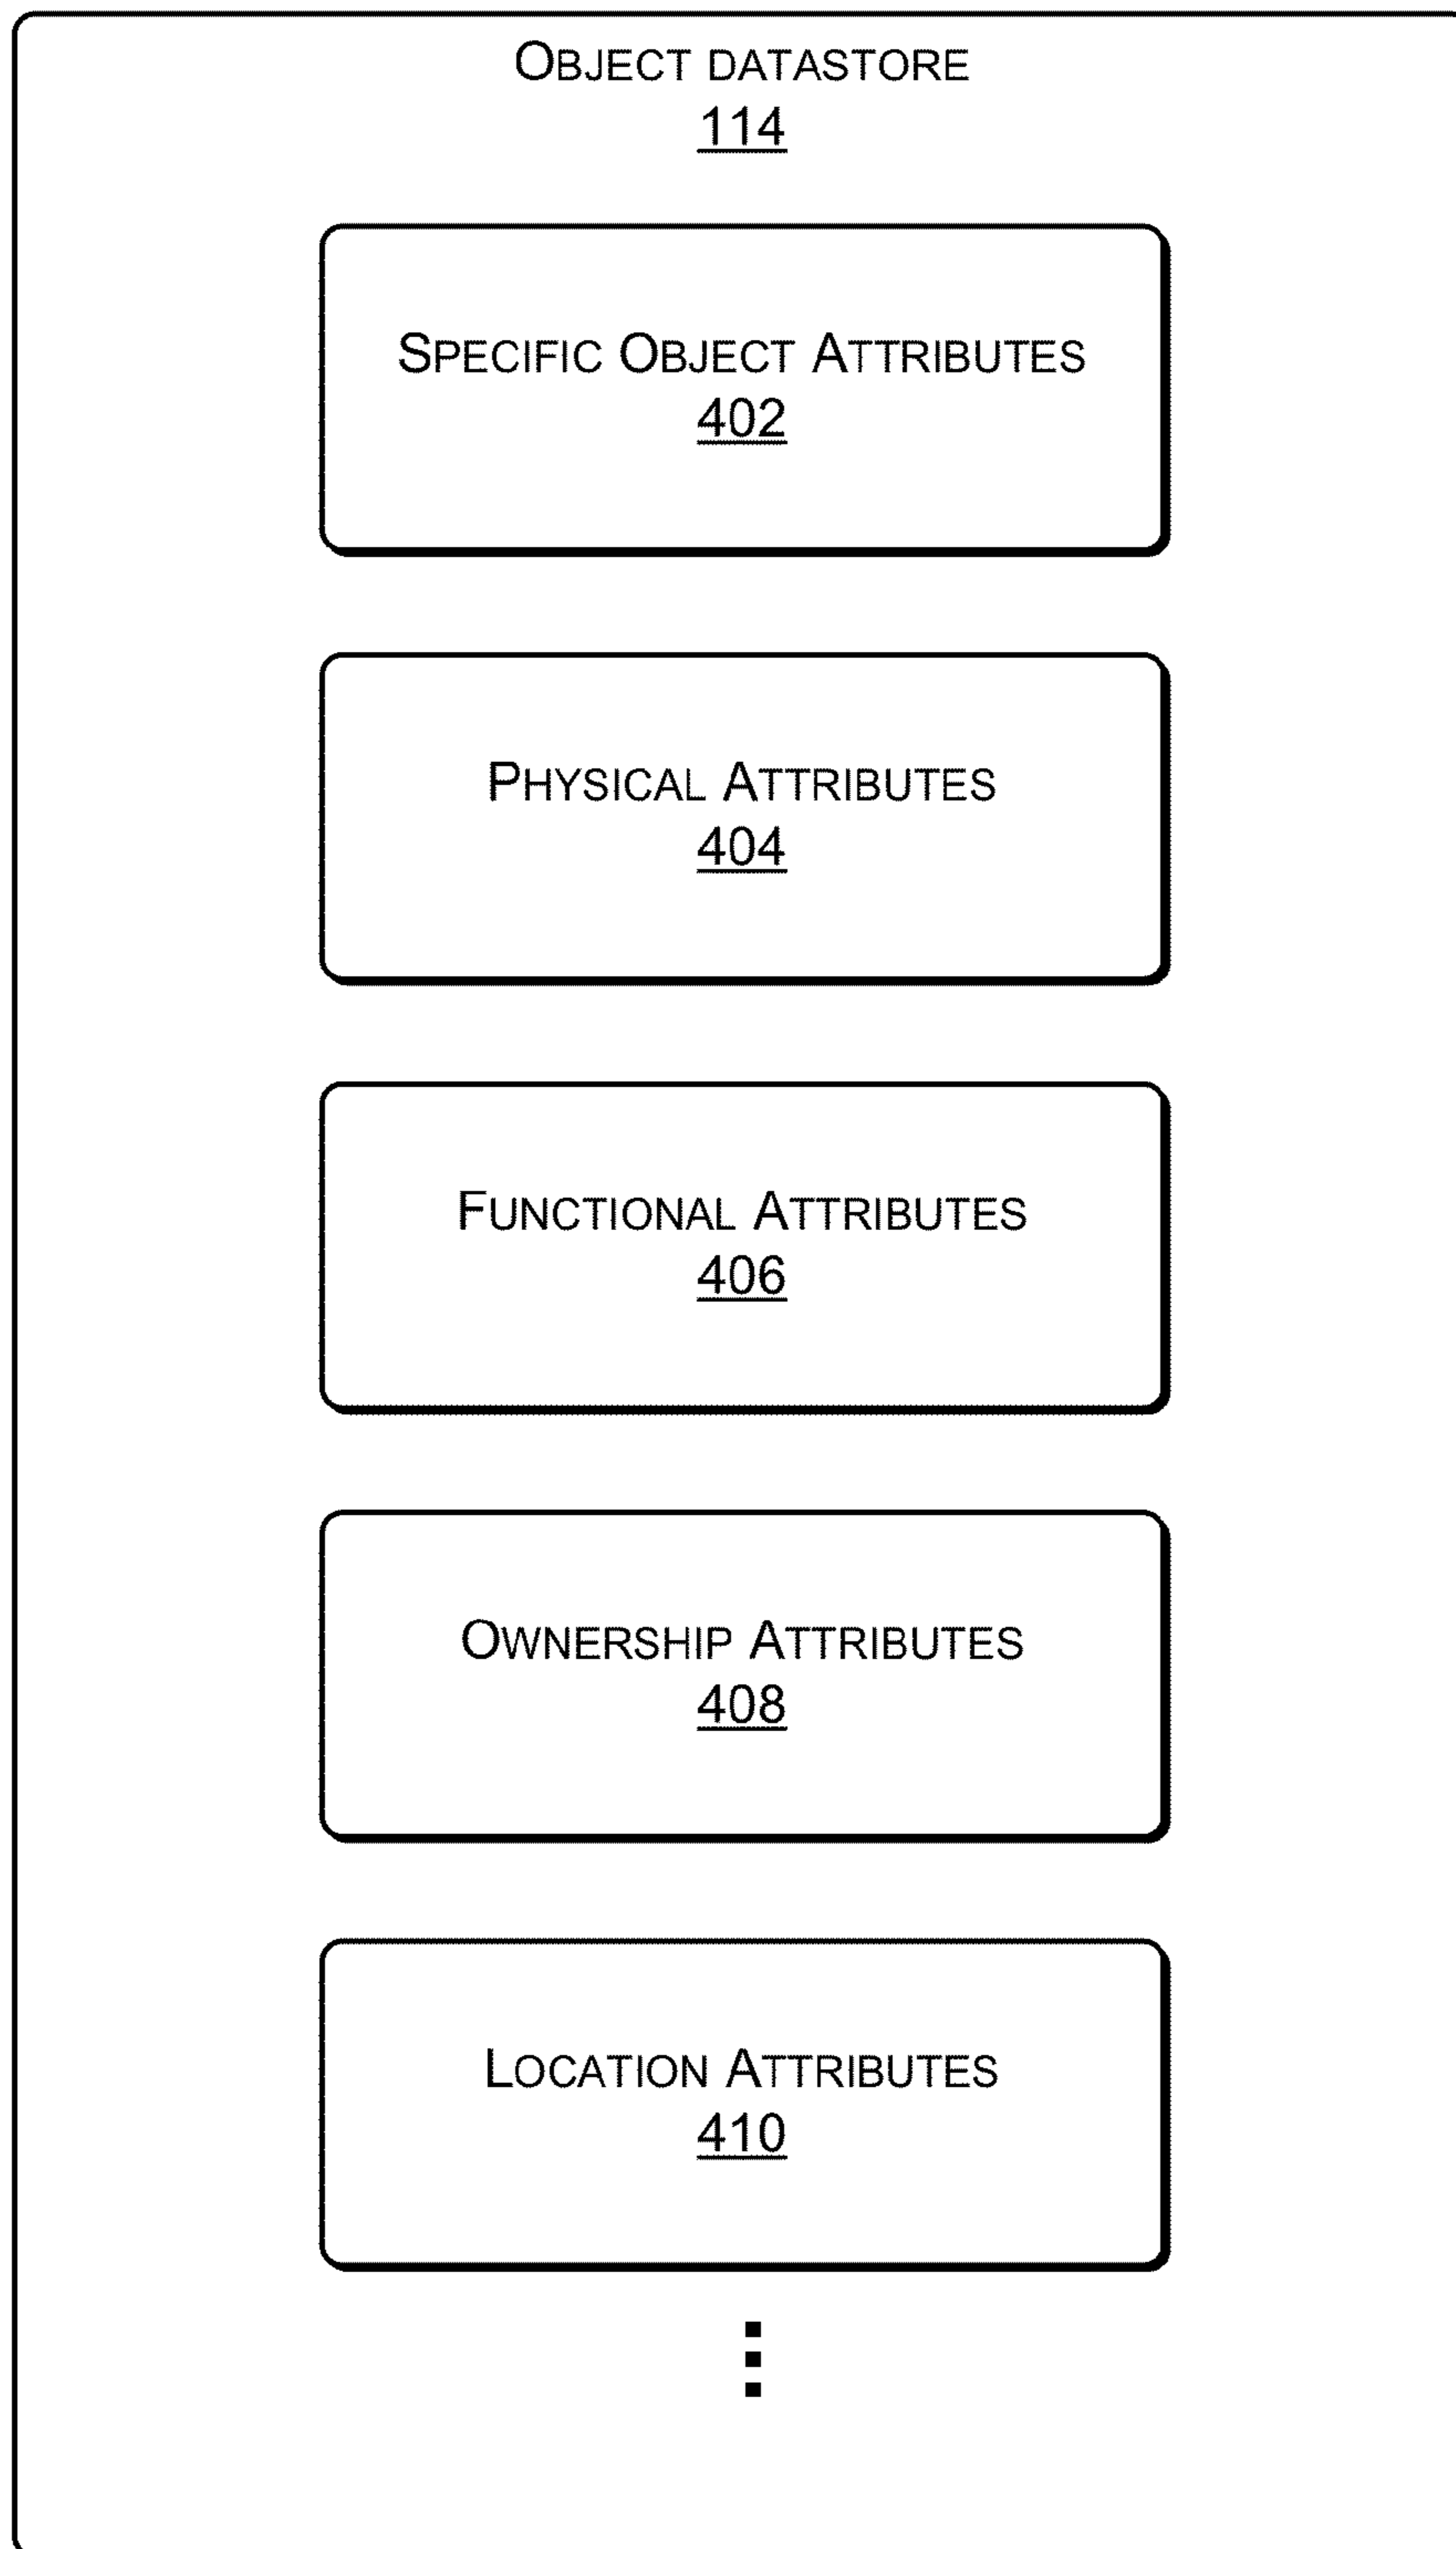 OBJECT DATASTORE
114
SPECIFIC OBJECT ATTRIBUTES
402
PHYSICAL ATTRIBUTES
404
FUNCTIONAL ATTRIBUTES
406
OWNERSHIP ATTRIBUTES
408
LOCATION ATTRIBUTES
410